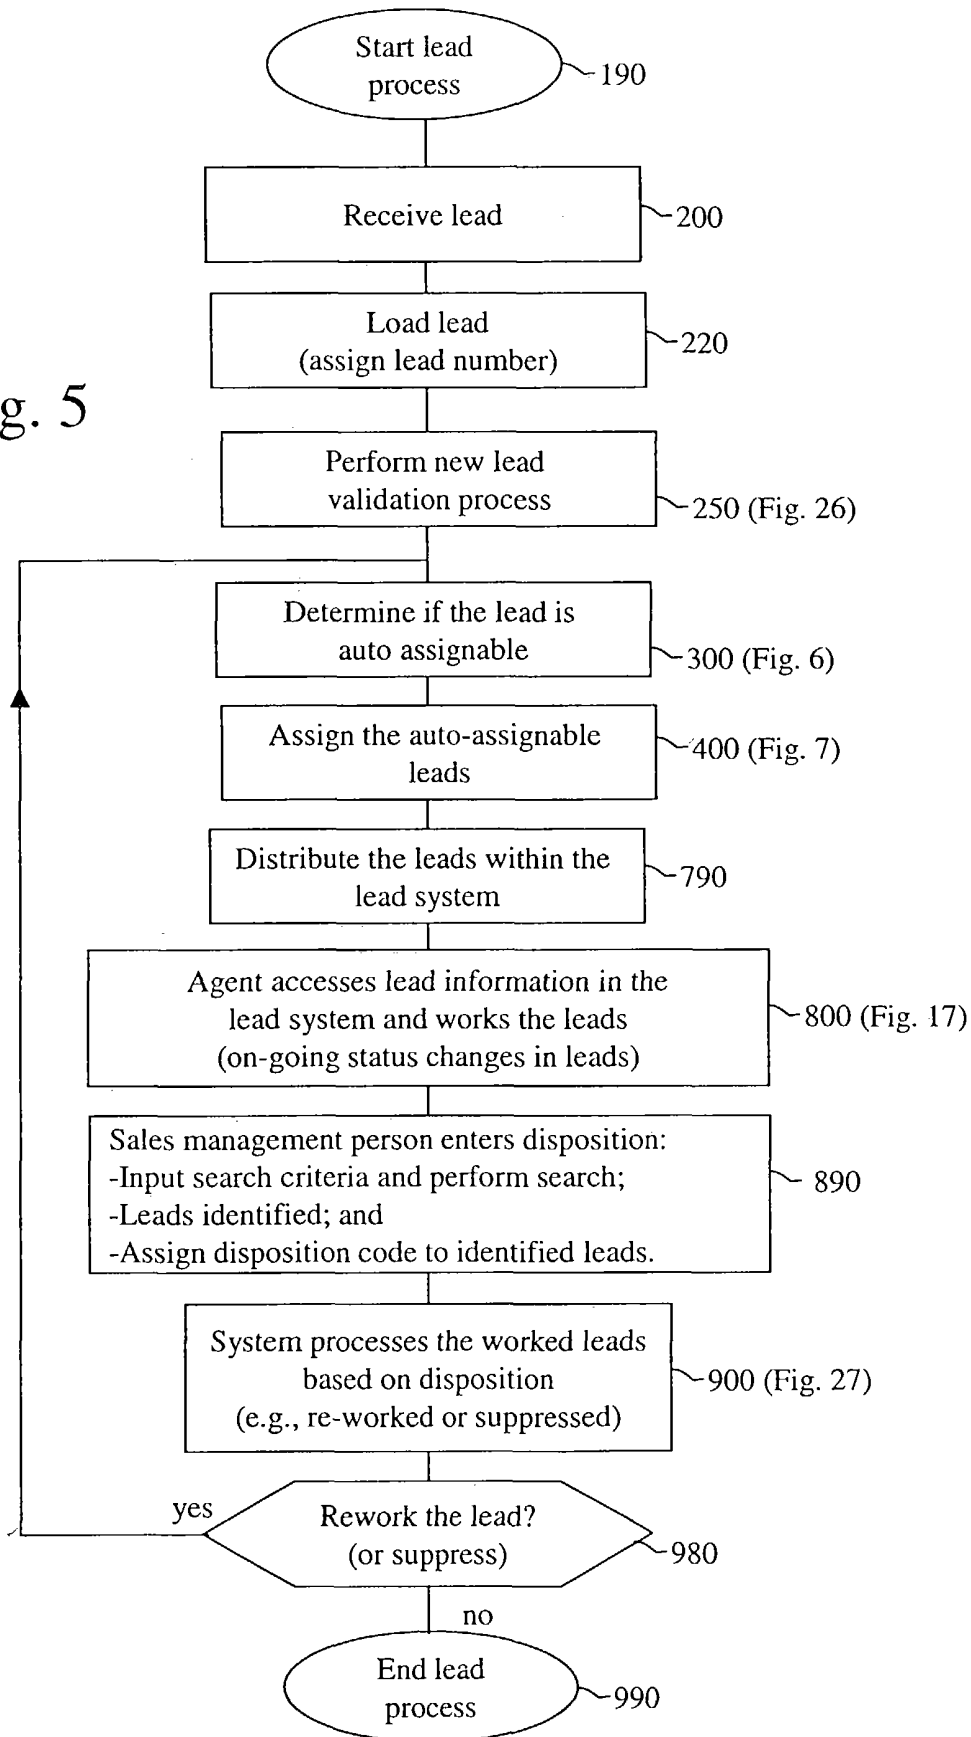 Start lead
process
190
Receive lead
200
Load lead
(assign lead number)
220
g. 5
Perform new lead
validation process
250 (Fig. 26)
Determine if the lead is
auto assignable
300 (Fig. 6)
Assign the auto-assignable
leads
400 (Fig. 7)
Distribute the leads within the
lead system
790
Agent accesses lead information in the
lead system and works the leads
(on-going status changes in leads)
800 (Fig. 17)
Sales management person enters disposition:
-Input search criteria and perform search;
-Leads identified; and
-Assign disposition code to identified leads.
890
System processes the worked leads
based on disposition
(e.g., re-worked or suppressed)
900 (Fig. 27)
yes
Rework the lead?
(or suppress)
980
no
End lead
process
990